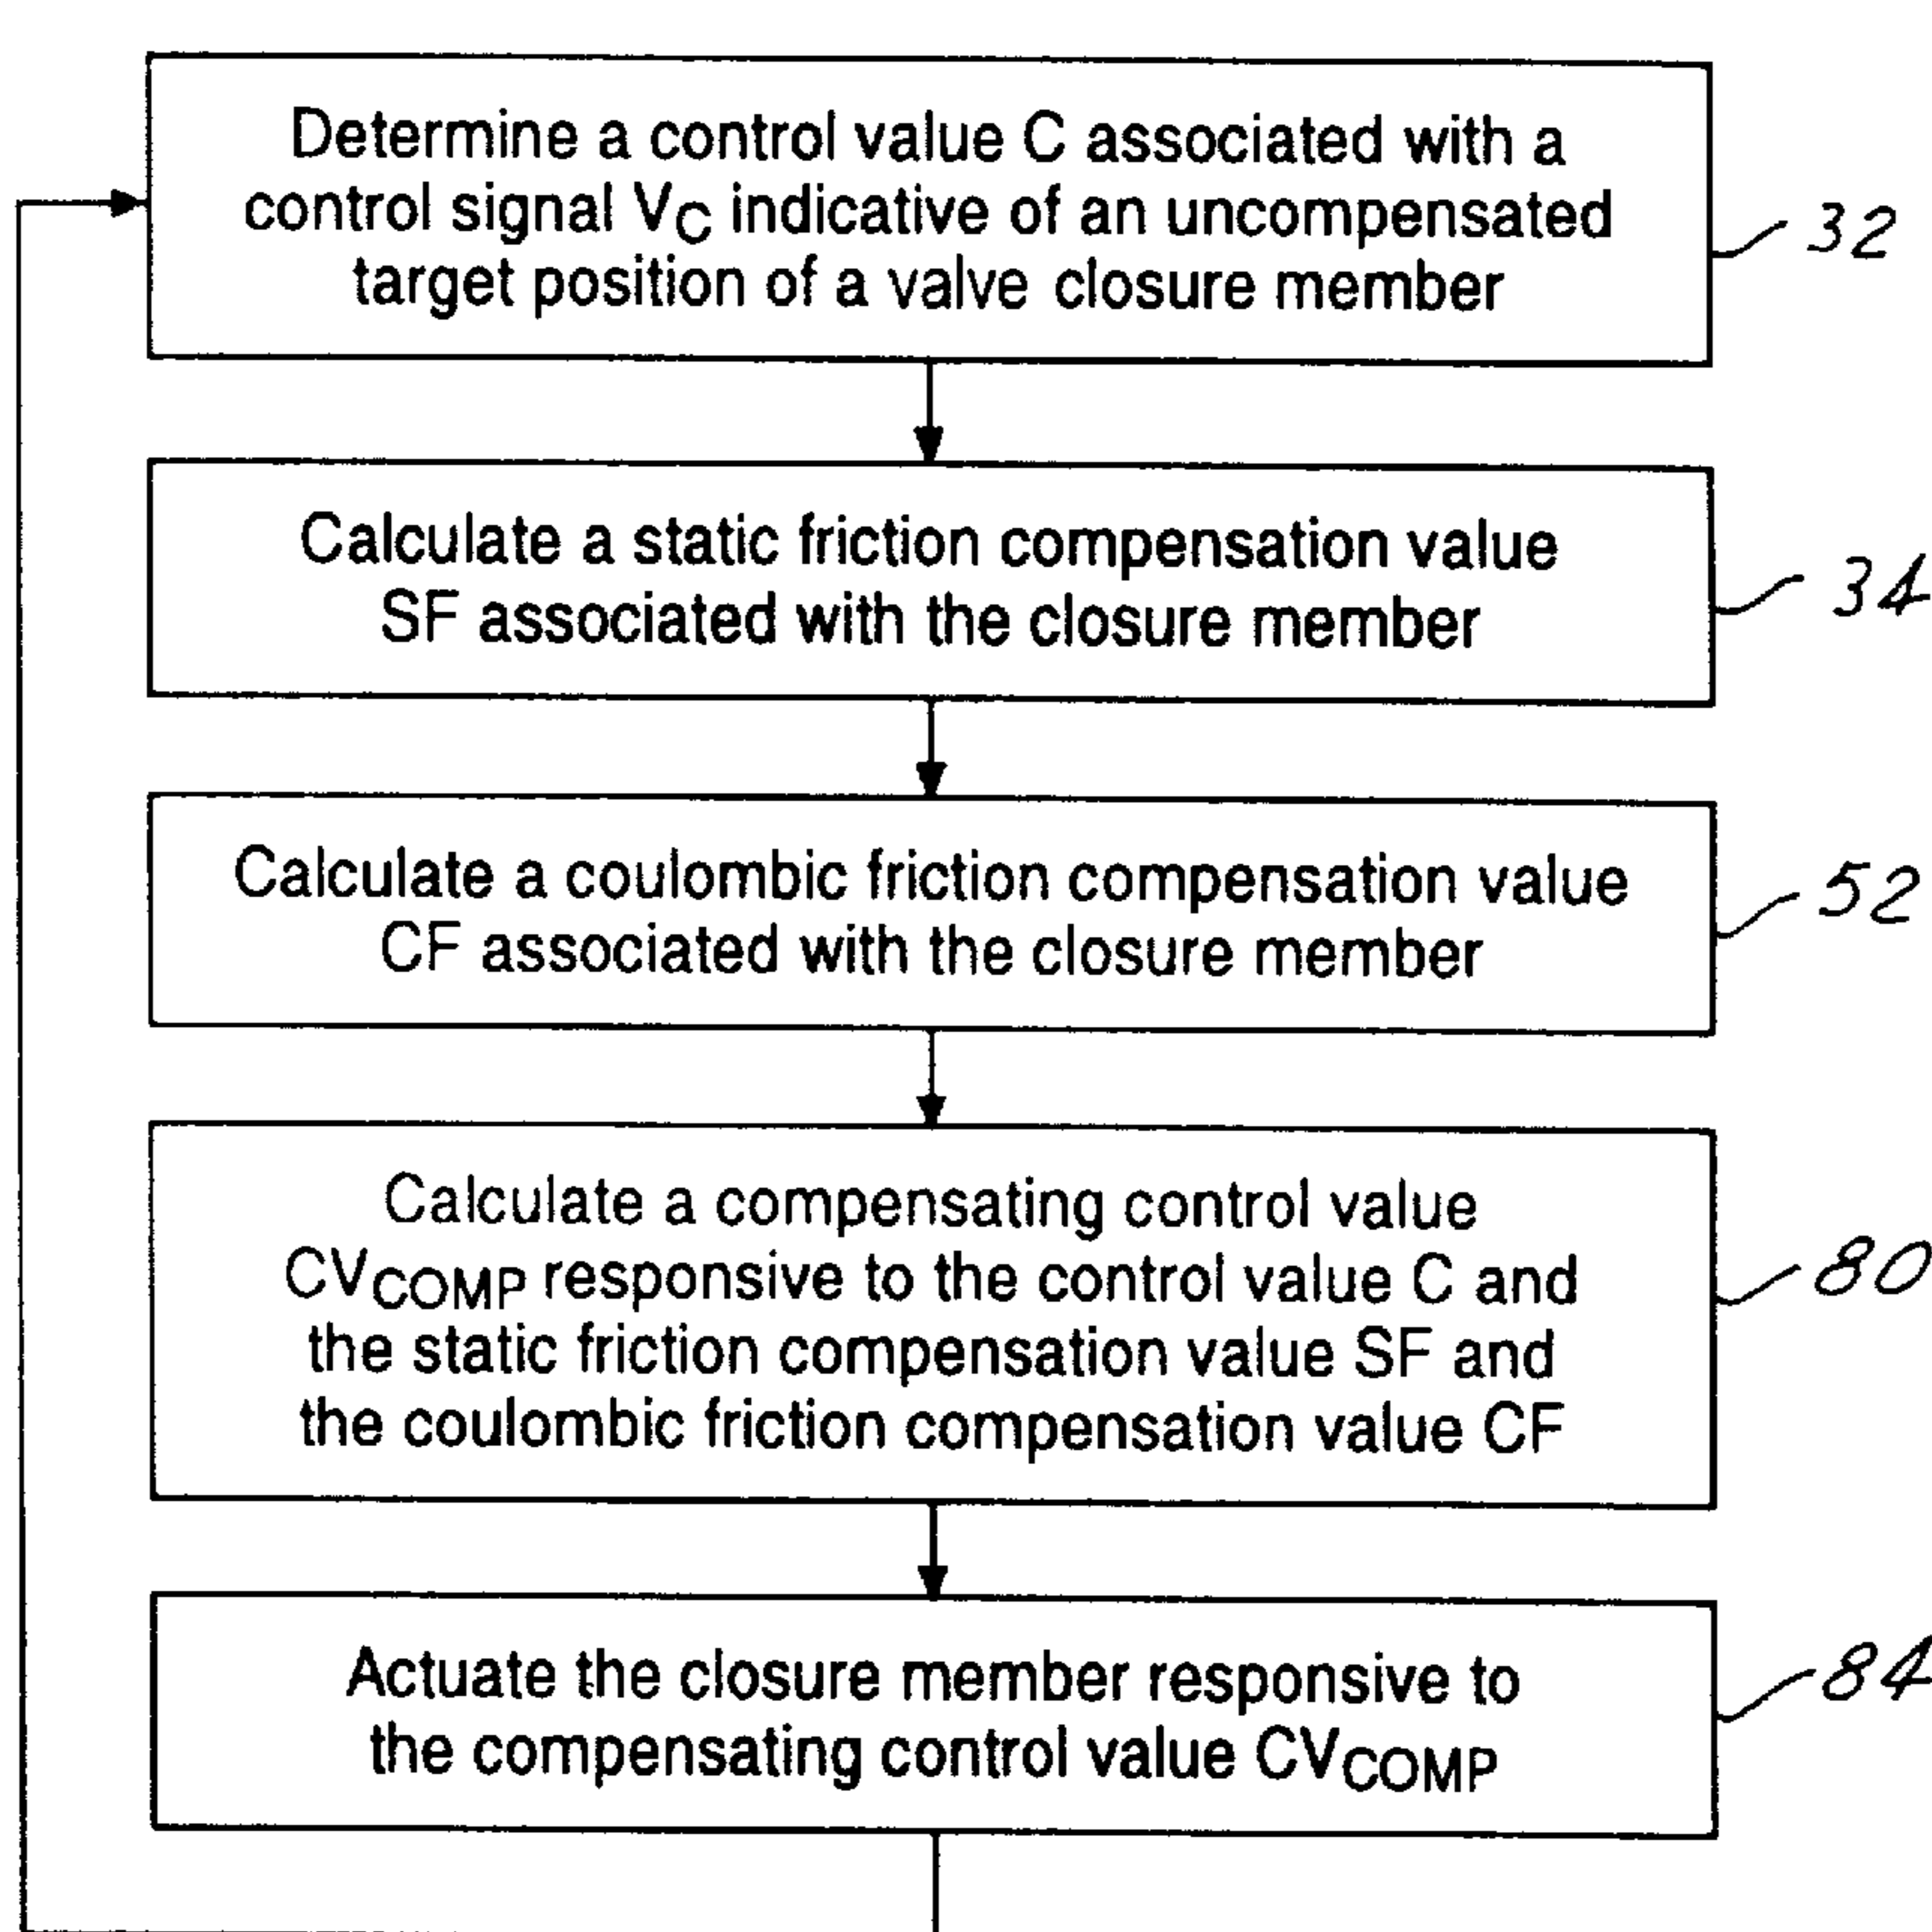 Determine a control value C associated with a
control signal VC indicative of an uncompensated
target position of a valve closure member
32
Calculate a static friction compensation value
SF associated with the closure member
34
Calculate a coulombic friction compensation value
CF associated with the closure member
52
Calculate a compensating control value
CVCOMP responsive to the control value C and
the static friction compensation value SF and
the coulombic friction compensation value CF
80
Actuate the closure member responsive to
the compensating control value CVCOMP
84